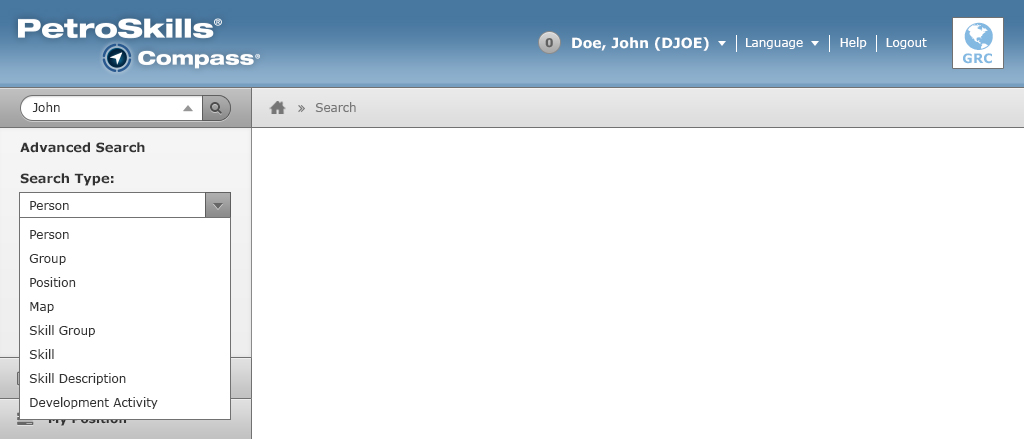 PetroSkills®
Compass®
0 Doe, John (DJOE) Language Help Logout
GRC
John
» Search
Advanced Search
Search Type:
Person
Person
Group
Position
Map
Skill Group
Skill
Skill Description
Development Activity
My Position